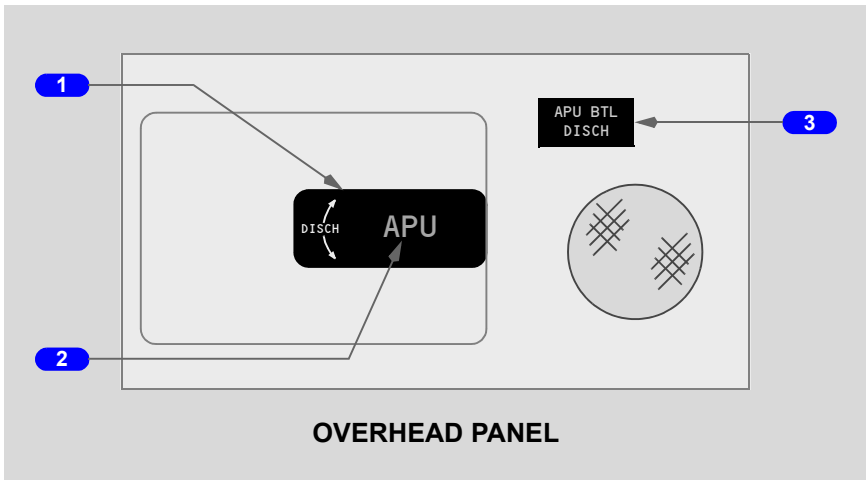 1
APU BTL
DISCH
3
DISCH
APU
2
OVERHEAD PANEL